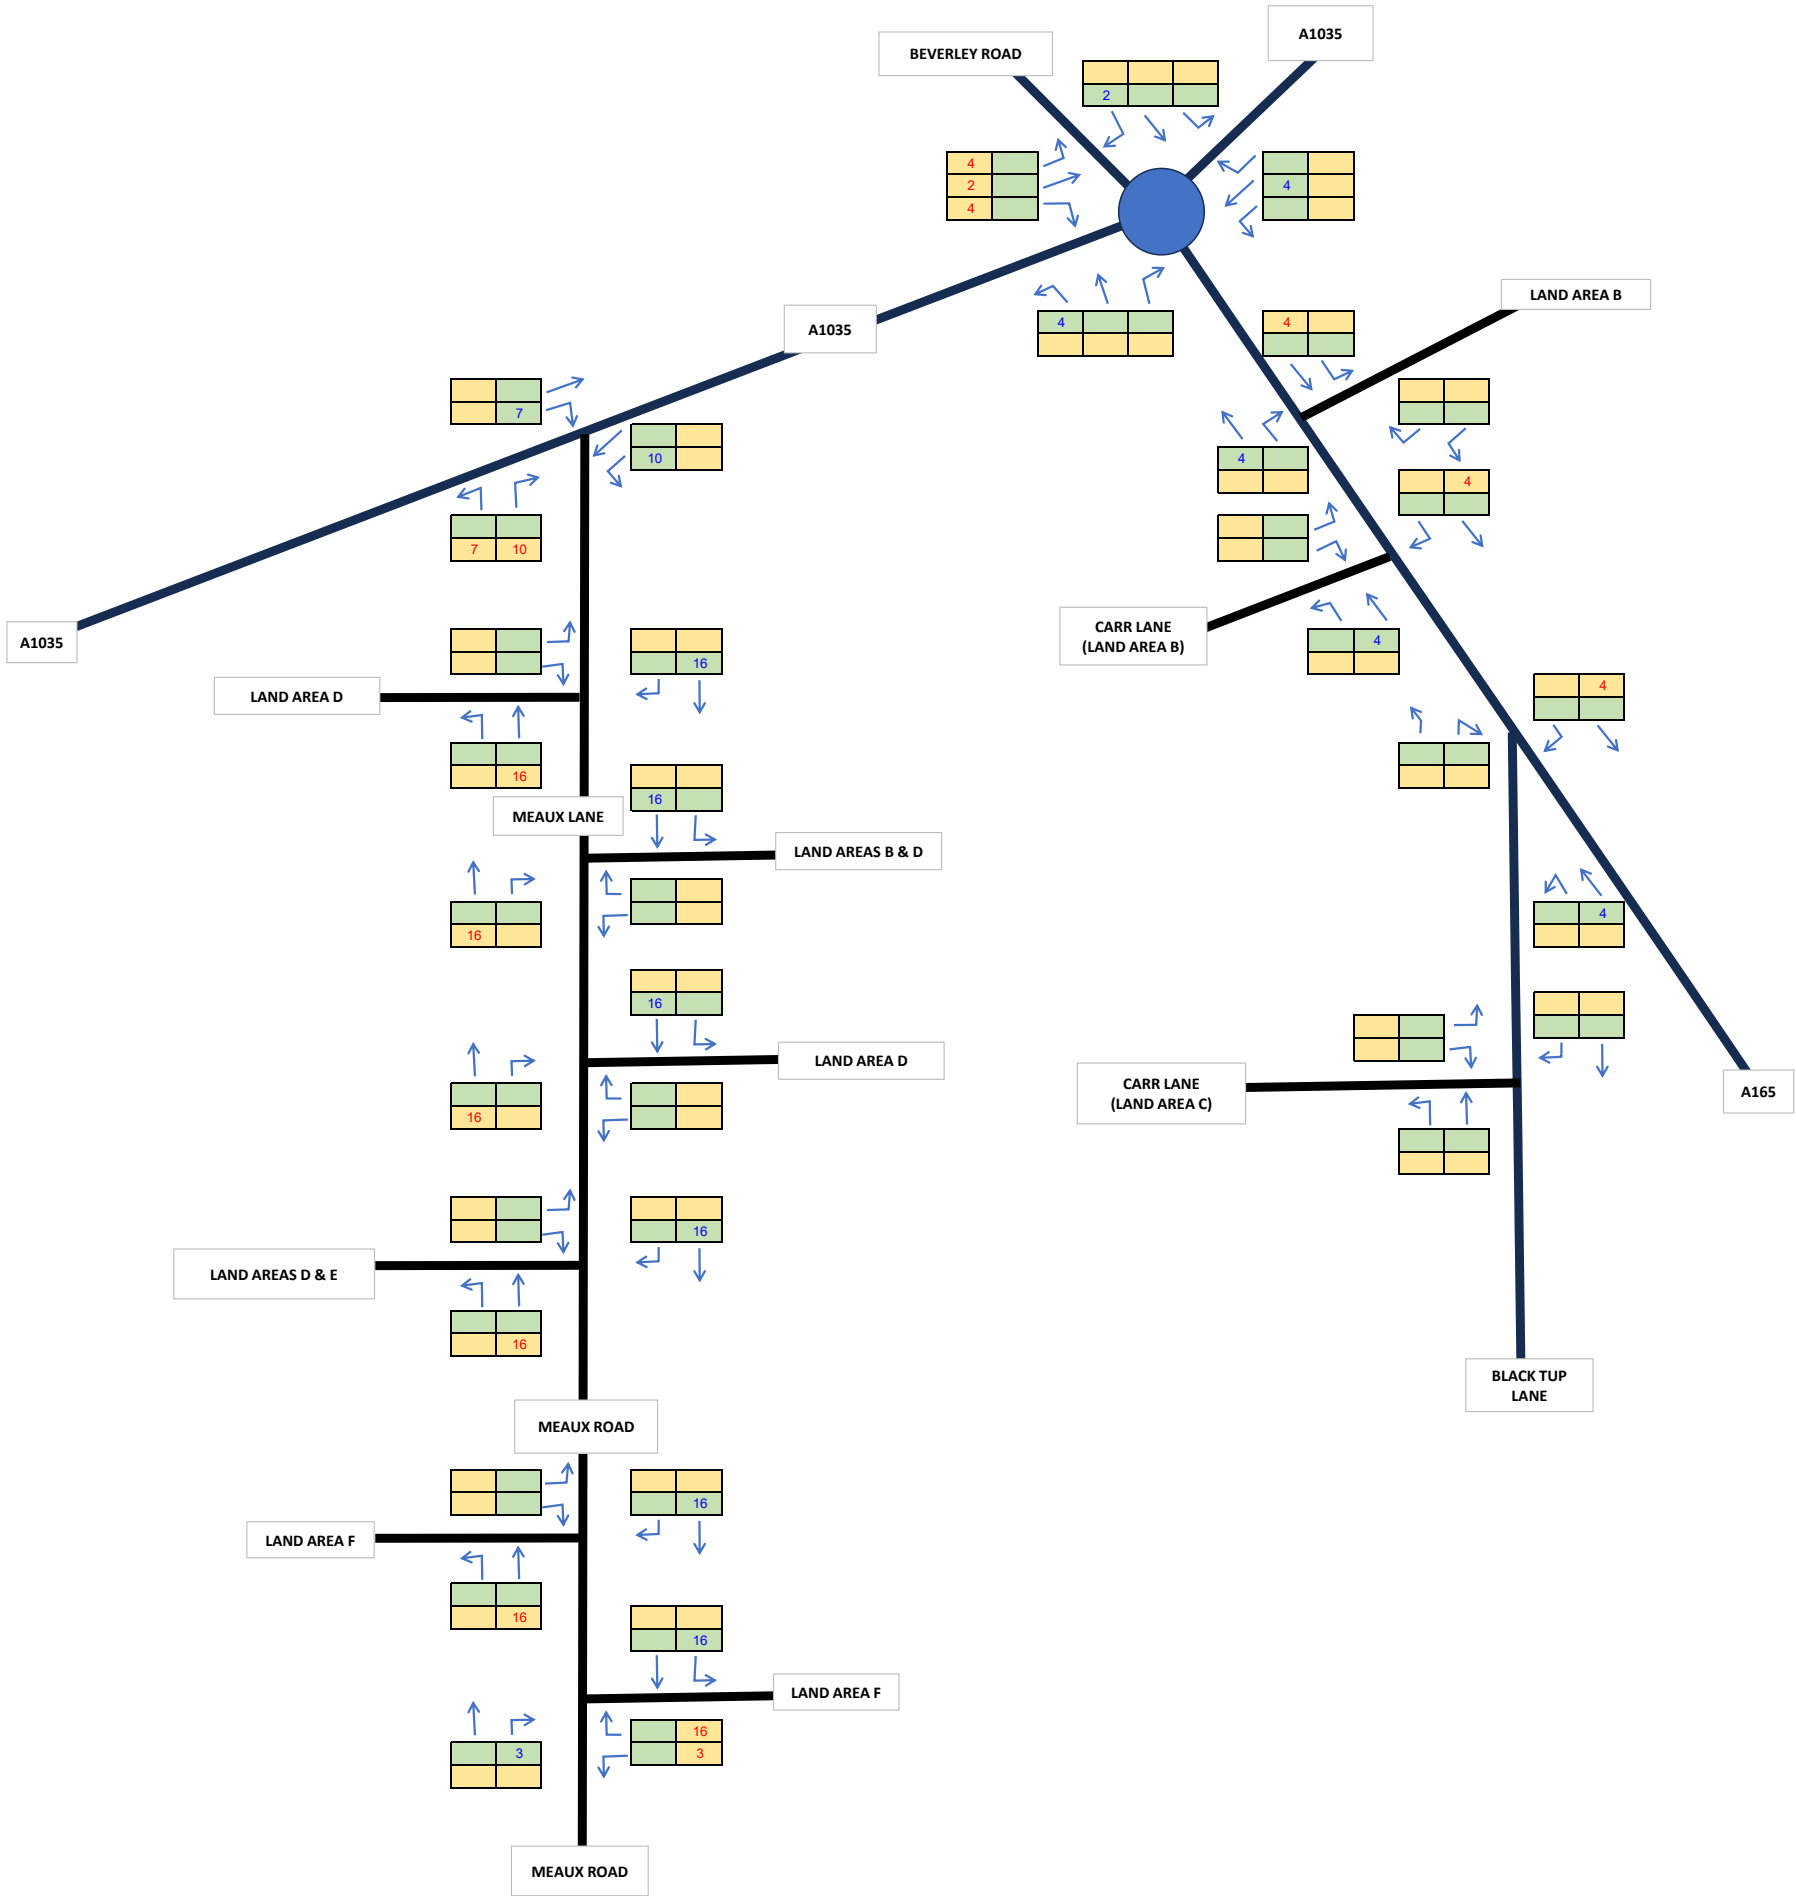 A1035
BEVERLEY ROAD
2
4
2
4
4
LAND AREA B
A1035
4
4
7
10
4
4
7 10
CARR LANE
(LAND AREA B)
4
A1035
16
LAND AREA D
4
16
16
MEAUX LANE
LAND AREAS B & D
4
16
16
LAND AREA D
CARR LANE
(LAND AREA C)
A165
16
16
LAND AREAS D & E
16
BLACK TUP
LANE
MEAUX ROAD
16
LAND AREA F
16
16
LAND AREA F
16
3
3
MEAUX ROAD